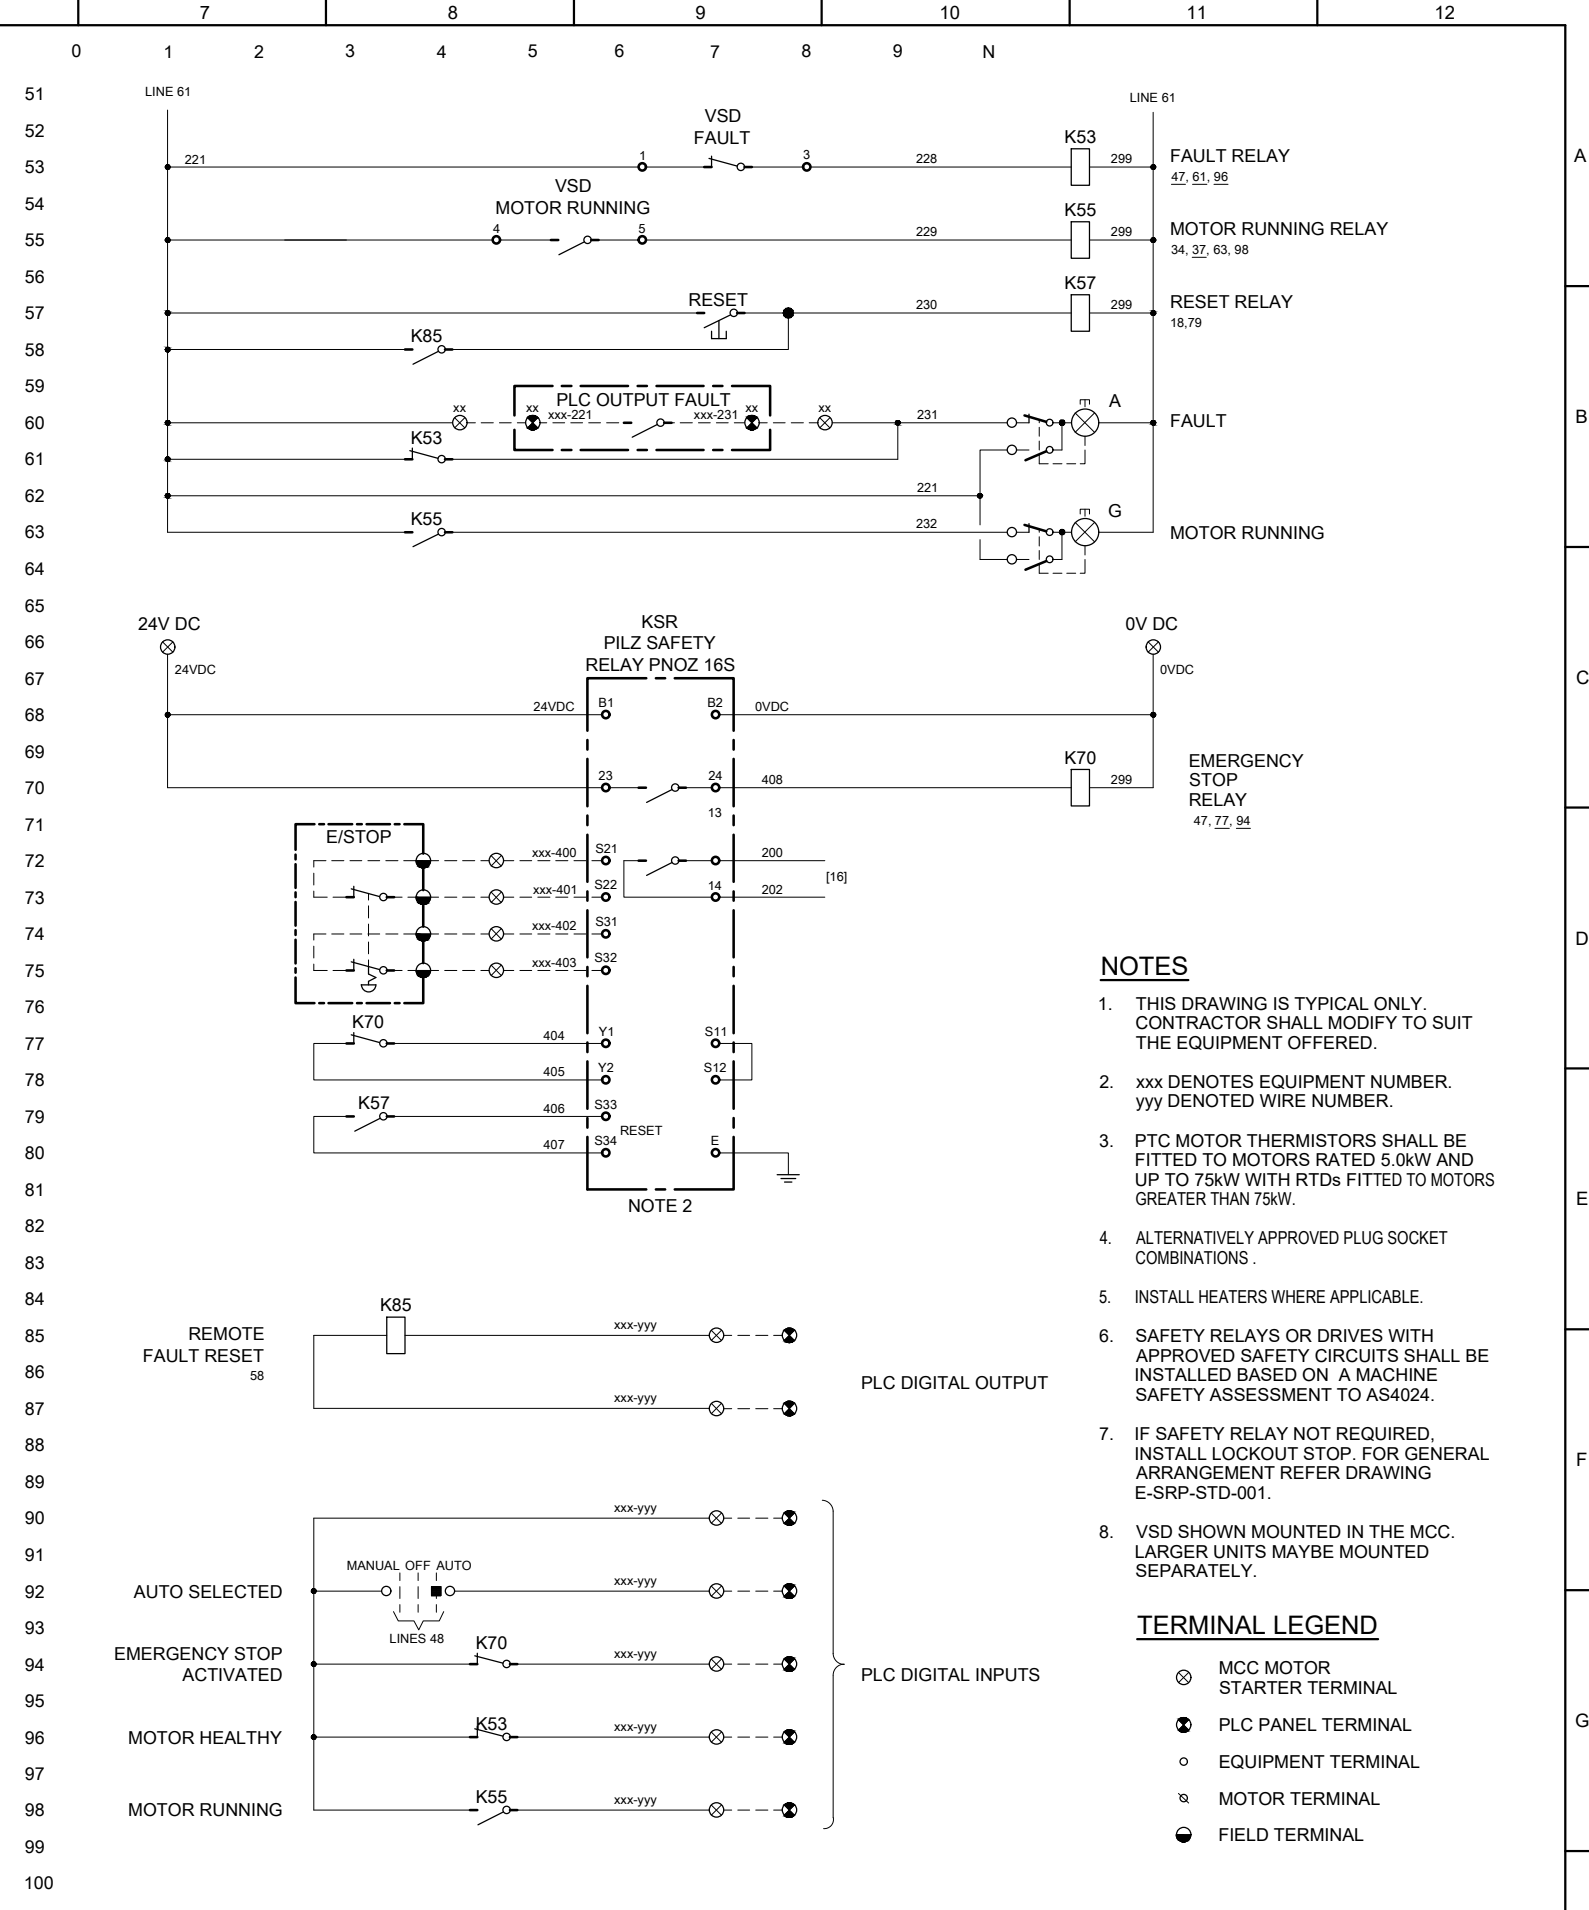 7 8 9 10 11 12
0 1 2 3 4 5 6 7 8 9 N
51 LINE 61 LINE 61
52 VSD
FAULT K53
53 221 1 3 228 299 FAULT RELAY A
47, 61, 96
VSD
54 MOTOR RUNNING K55
55 4 5 229 299 MOTOR RUNNING RELAY
34, 37, 63, 98
56 K57
57 RESET 230 299 RESET RELAY
18,79
58 K85
59 PLC OUTPUT FAULT
60 xx xx xxx-221 xxx-231 xx xx 231 A FAULT B
61 K53
62 221
63 K55 232 G MOTOR RUNNING
64
65 24V DC KSR 0V DC
66 PILZ SAFETY
24VDC RELAY PNOZ 16S 0VDC
67 C
68 24VDC B1 B2 0VDC
69 K70 EMERGENCY
70 23 24 408 299 STOP
13 RELAY
71 E/STOP 47, 77, 94
72 xxx-400 S21 200
[16]
73 xxx-401 S22 14 202
74 xxx-402 S31 D
75 xxx-403 S32
76 K70
77 404 Y1 S11
78 405 Y2 S12
79 K57 406 S33
RESET
80 407 S34 E
81 E
NOTE 2
82
83
84 K85
85 REMOTE xxx-yyy
FAULT RESET
86 58 PLC DIGITAL OUTPUT
87 xxx-yyy
88
89
90 xxx-yyy
91 MANUAL OFF AUTO
92 AUTO SELECTED xxx-yyy
93 LINES 48 K70
94 EMERGENCY STOP xxx-yyy
ACTIVATED PLC DIGITAL INPUTS
95
96 MOTOR HEALTHY K53 xxx-yyy
97
98 MOTOR RUNNING K55 xxx-yyy
99
100
NOTES
1. THIS DRAWING IS TYPICAL ONLY.
CONTRACTOR SHALL MODIFY TO SUIT
THE EQUIPMENT OFFERED.
2. xxx DENOTES EQUIPMENT NUMBER.
yyy DENOTED WIRE NUMBER.
3. PTC MOTOR THERMISTORS SHALL BE
FITTED TO MOTORS RATED 5.0kW AND
UP TO 75kW WITH RTDs FITTED TO MOTORS
GREATER THAN 75kW.
4. ALTERNATIVELY APPROVED PLUG SOCKET
COMBINATIONS .
5. INSTALL HEATERS WHERE APPLICABLE.
6. SAFETY RELAYS OR DRIVES WITH
APPROVED SAFETY CIRCUITS SHALL BE
INSTALLED BASED ON A MACHINE
SAFETY ASSESSMENT TO AS4024.
7. IF SAFETY RELAY NOT REQUIRED,
INSTALL LOCKOUT STOP. FOR GENERAL
ARRANGEMENT REFER DRAWING
E-SRP-STD-001.
8. VSD SHOWN MOUNTED IN THE MCC.
LARGER UNITS MAYBE MOUNTED
SEPARATELY.
TERMINAL LEGEND
MCC MOTOR
STARTER TERMINAL
PLC PANEL TERMINAL
EQUIPMENT TERMINAL
MOTOR TERMINAL
FIELD TERMINAL
F
G